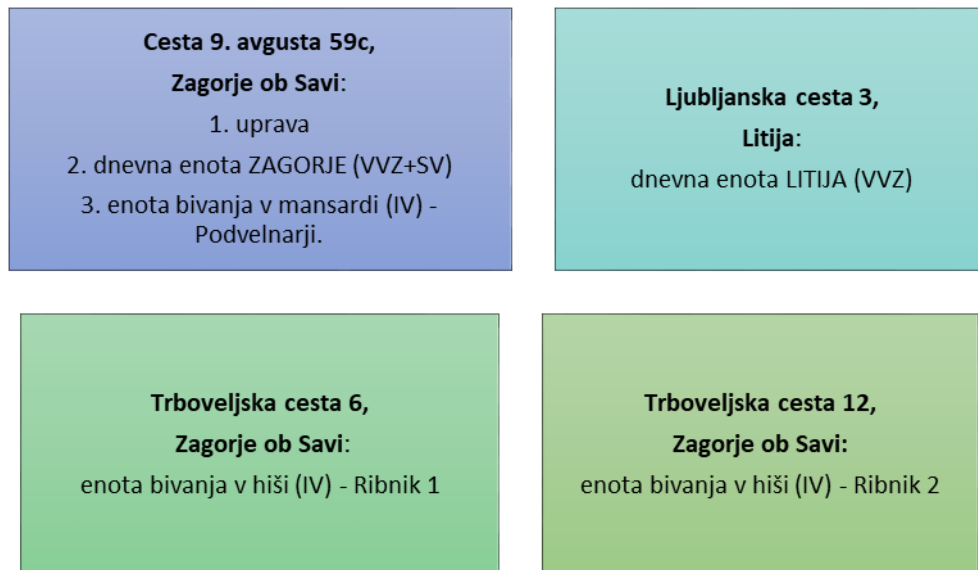 Cesta 9. avgusta 59c,
Zagorje ob Savi:
1. uprava
2. dnevna enota ZAGORJE (VVZ+SV)
3. enota bivanja v mansardi (IV) -
Podvelnarji.
Ljubljanska cesta 3,
Litija:
dnevna enota LITIJA (VVZ)
Trboveljska cesta 6,
Zagorje ob Savi:
enota bivanja v hiši (IV) - Ribnik 1
Trboveljska cesta 12,
Zagorje ob Savi:
enota bivanja v hiši (IV) - Ribnik 2